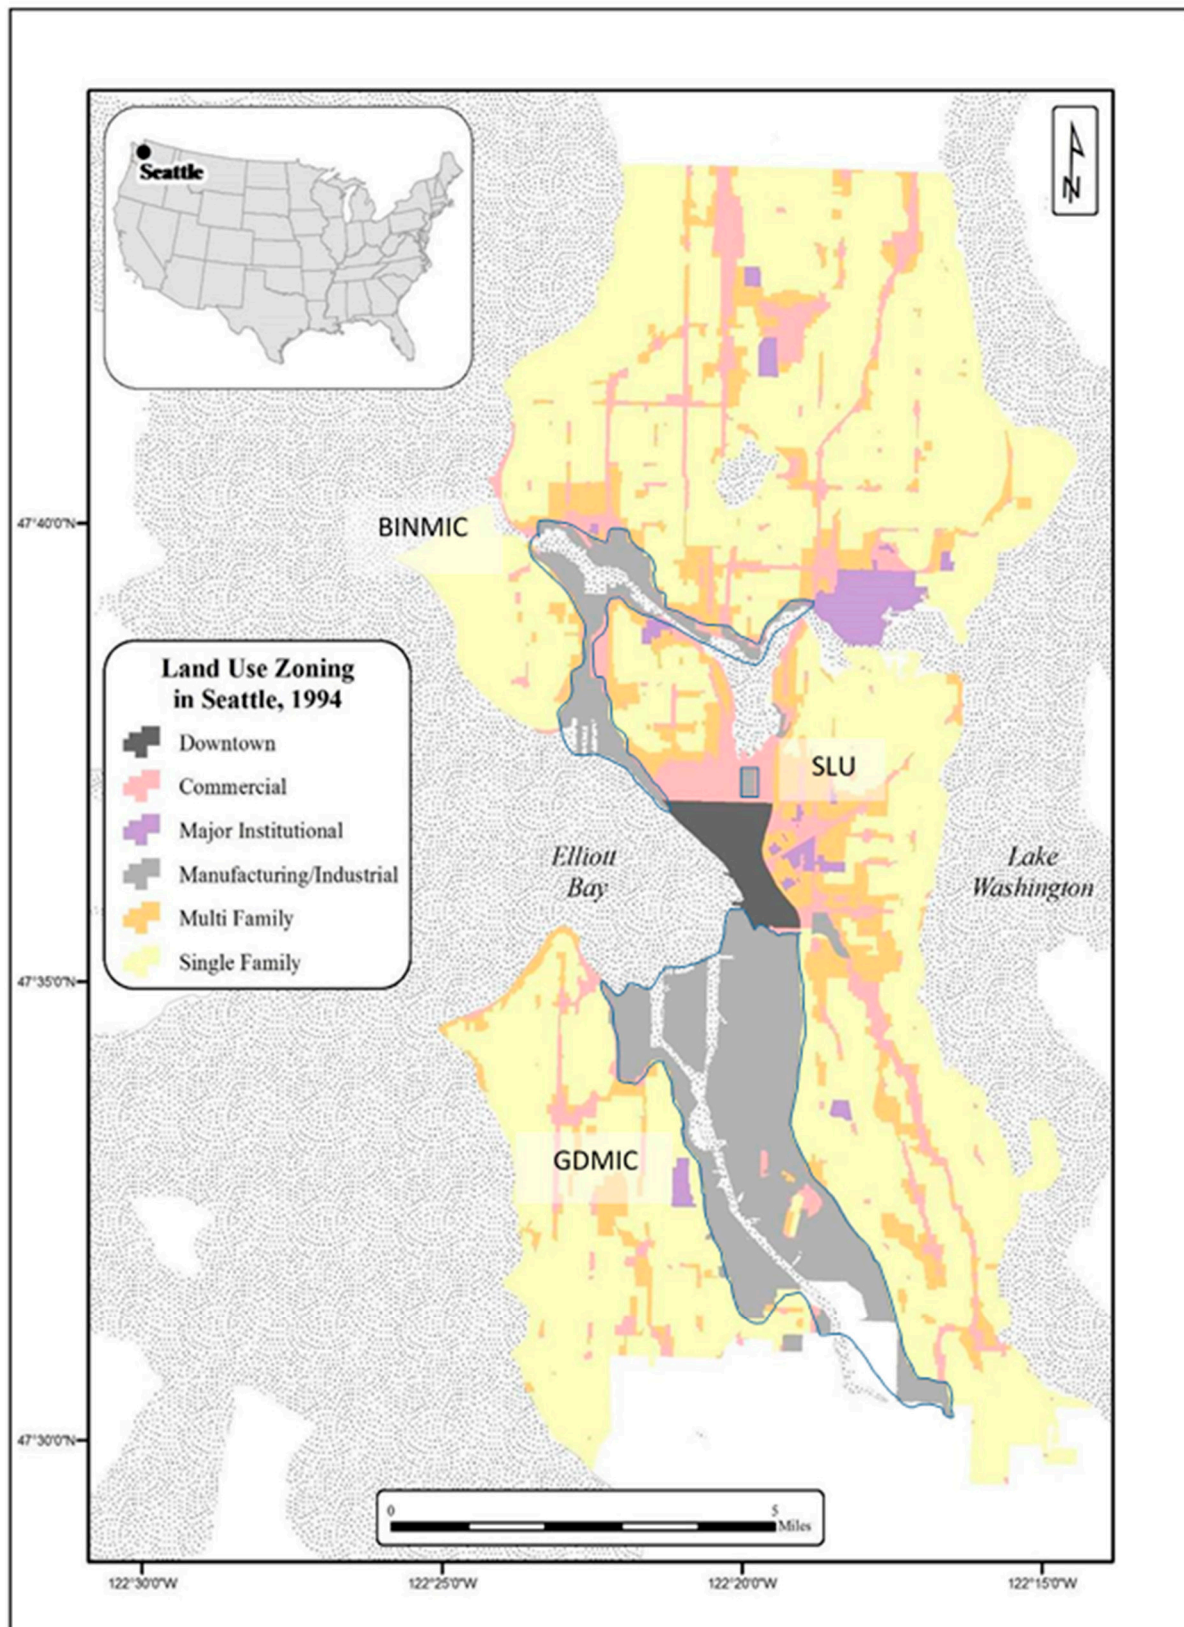 Seattle
N
BINMIC
47°40'0"N
Land Use Zoning
in Seattle, 1994
Downtown
Commercial
Major Institutional
Manufacturing/Industrial
Multi Family
Single Family
SLU
Elliott
Bay
Lake
Washington
47°35'0"N
GDMIC
47°30'0"N
0 5
Miles
122°30'0"W 122°25'0"W 122°20'0"W 122°15'0"W